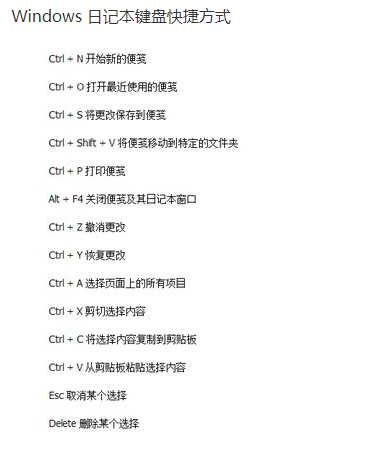 Windows 日记本键盘快捷方式
Ctrl + N 开始新的便笺
Ctrl + O 打开最近使用的便笺
Ctrl + S 将更改保存到便笺
Ctrl + Shift + V 将便笺移动到特定的文件夹
Ctrl + P 打印便笺
Alt + F4 关闭便笺及其日记本窗口
Ctrl + Z 撤消更改
Ctrl + Y 恢复更改
Ctrl + A 选择页面上的所有项目
Ctrl + X 剪切选择内容
Ctrl + C 将选择内容复制到剪贴板
Ctrl + V 从剪贴板粘贴选择内容
Esc 取消某个选择
Delete 删除某个选择